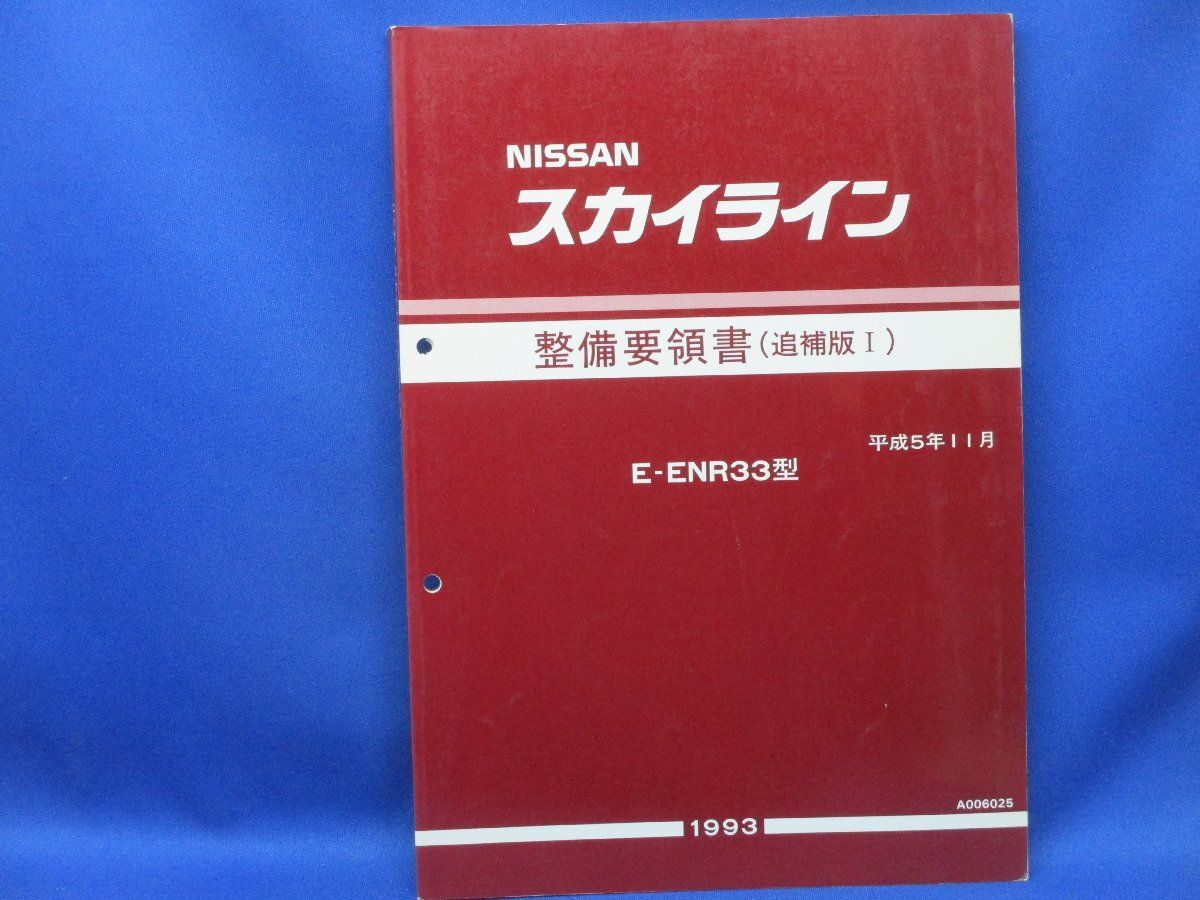 NISSAN
スカイライン
整備要領書(追補版Ⅰ)
平成5年11月
E-ENR33型
A006025
1993